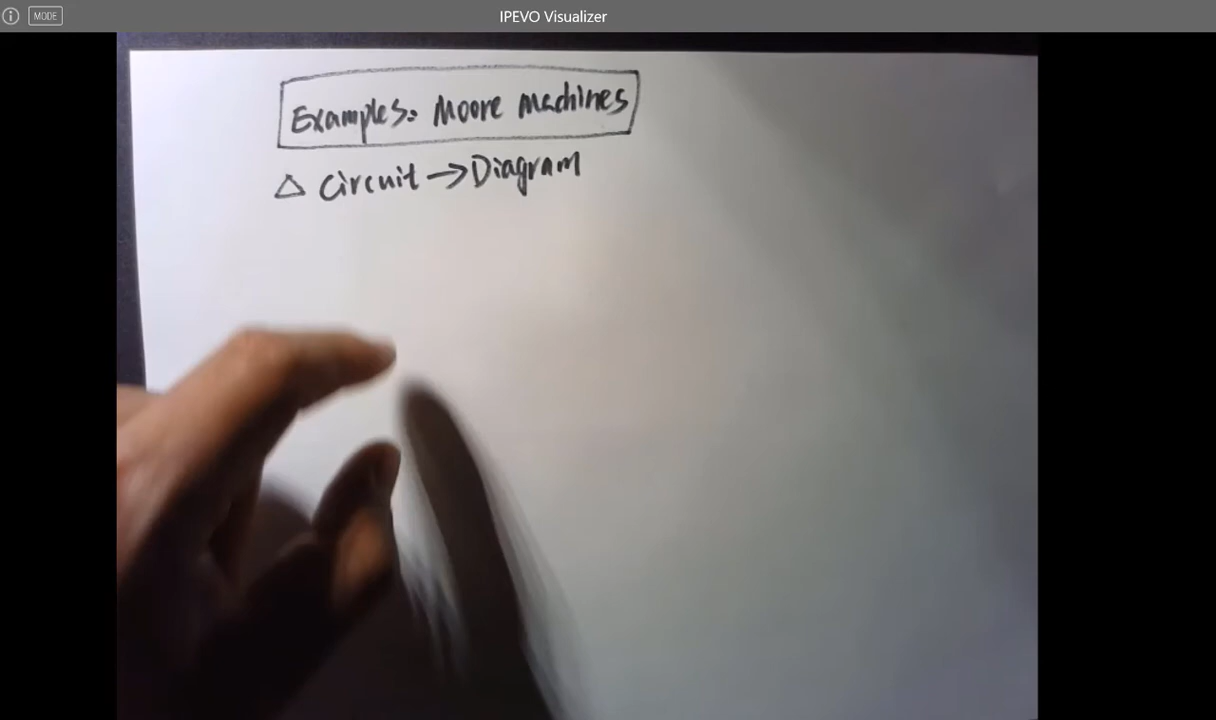 MODE
IPEVO Visualizer
Examples: Moore Machines
△ Circuit → Diagram